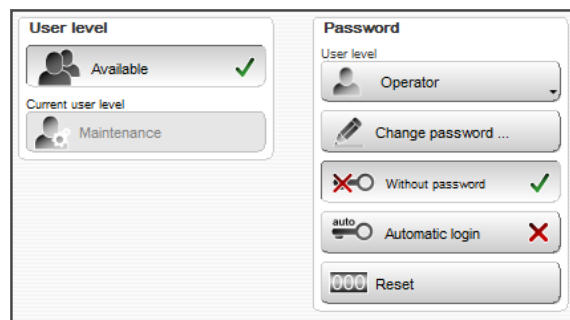 User level
Available
Current user level
Maintenance
Password
User level
Operator
Change password ...
Without password
auto
Automatic login
000 Reset